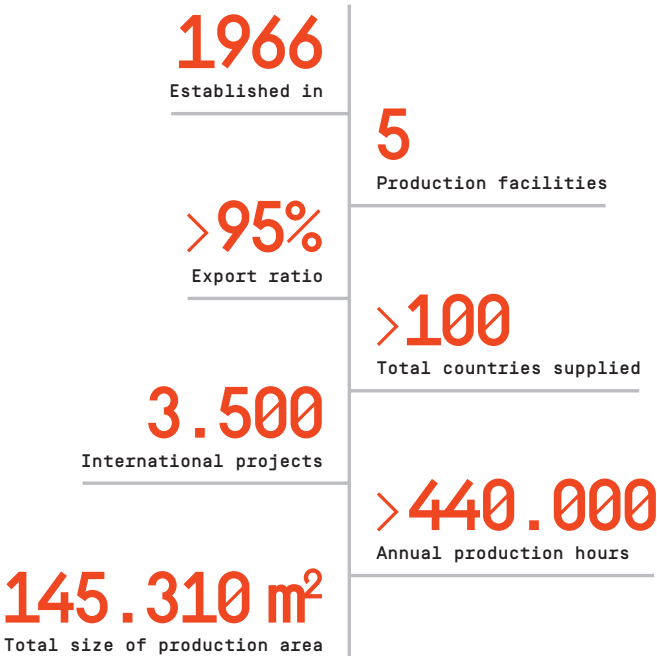 1966
Established in
5
Production facilities
>95%
Export ratio
>100
Total countries supplied
3.500
International projects
>440.000
Annual production hours
145.310 m²
Total size of production area